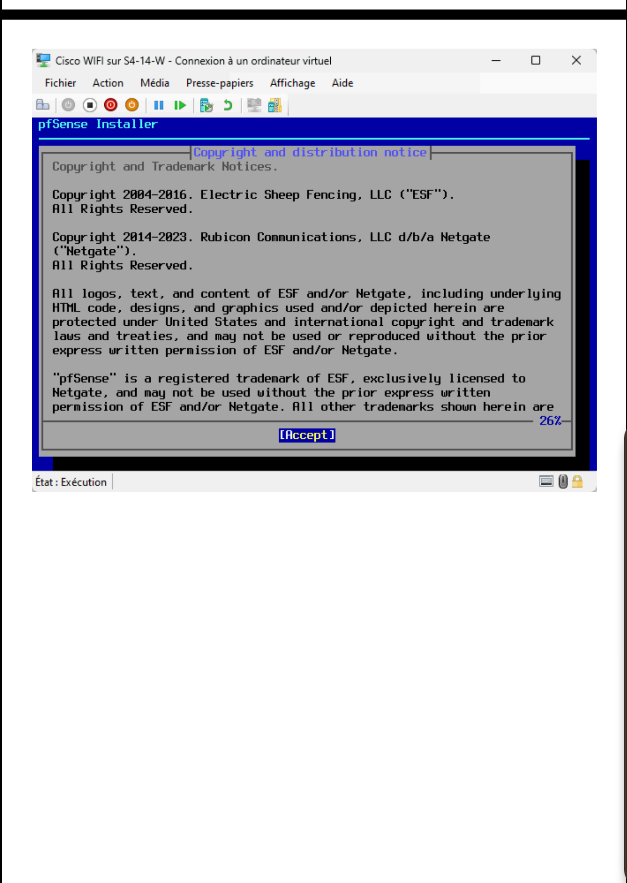 Cisco WIFI sur S4-14-W - Connexion à un ordinateur virtuel
Fichier Action Média Presse-papiers Affichage Aide
pfSense Installer
Copyright and distribution notice
Copyright and Trademark Notices.
Copyright 2004-2016. Electric Sheep Fencing, LLC ("ESF").
All Rights Reserved.
Copyright 2014-2023. Rubicon Communications, LLC d/b/a Netgate
("Netgate").
All Rights Reserved.
All logos, text, and content of ESF and/or Netgate, including underlying
HTML code, designs, and graphics used and/or depicted herein are
protected under United States and international copyright and trademark
laws and treaties, and may not be used or reproduced without the prior
express written permission of ESF and/or Netgate.
"pfSense" is a registered trademark of ESF, exclusively licensed to
Netgate, and may not be used without the prior express written
permission of ESF and/or Netgate. All other trademarks shown herein are
26%
[Accept]
État : Exécution